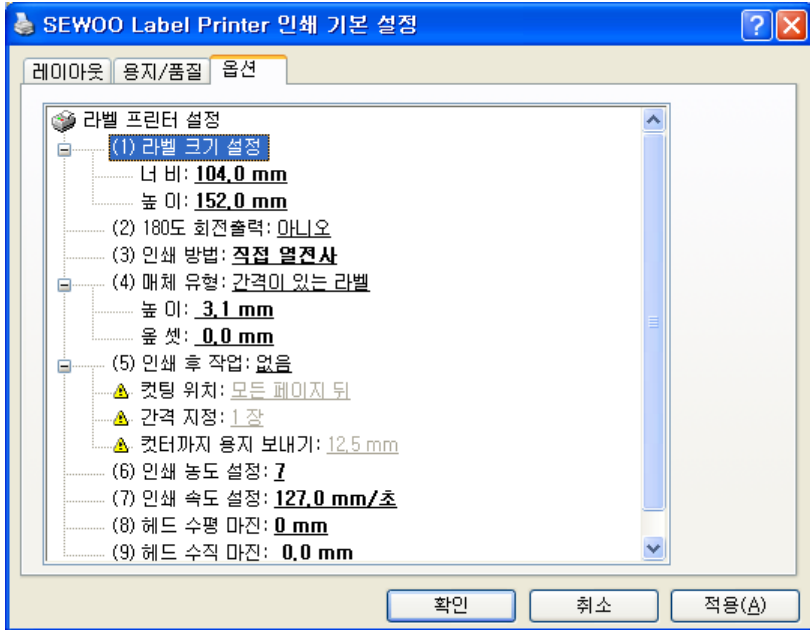 SEWOO Label Printer 인쇄 기본 설정
레이아웃 용지/품질 옵션
라벨 프린터 설정
(1) 라벨 크기 설정
너 비: 104,0 mm
높 이: 152,0 mm
(2) 180도 회전출력: 아니오
(3) 인쇄 방법: 직접 열전사
(4) 매체 유형: 간격이 있는 라벨
높 이: 3,1 mm
옾 셋: 0,0 mm
(5) 인쇄 후 작업: 없음
컷팅 위치: 모든 페이지 뒤
간격 지정: 1 장
컷터까지 용지 보내기: 12,5 mm
(6) 인쇄 농도 설정: 7
(7) 인쇄 속도 설정: 127,0 mm/초
(8) 헤드 수평 마진: 0 mm
(9) 헤드 수직 마진: 0,0 mm
확인 취소 적용(A)